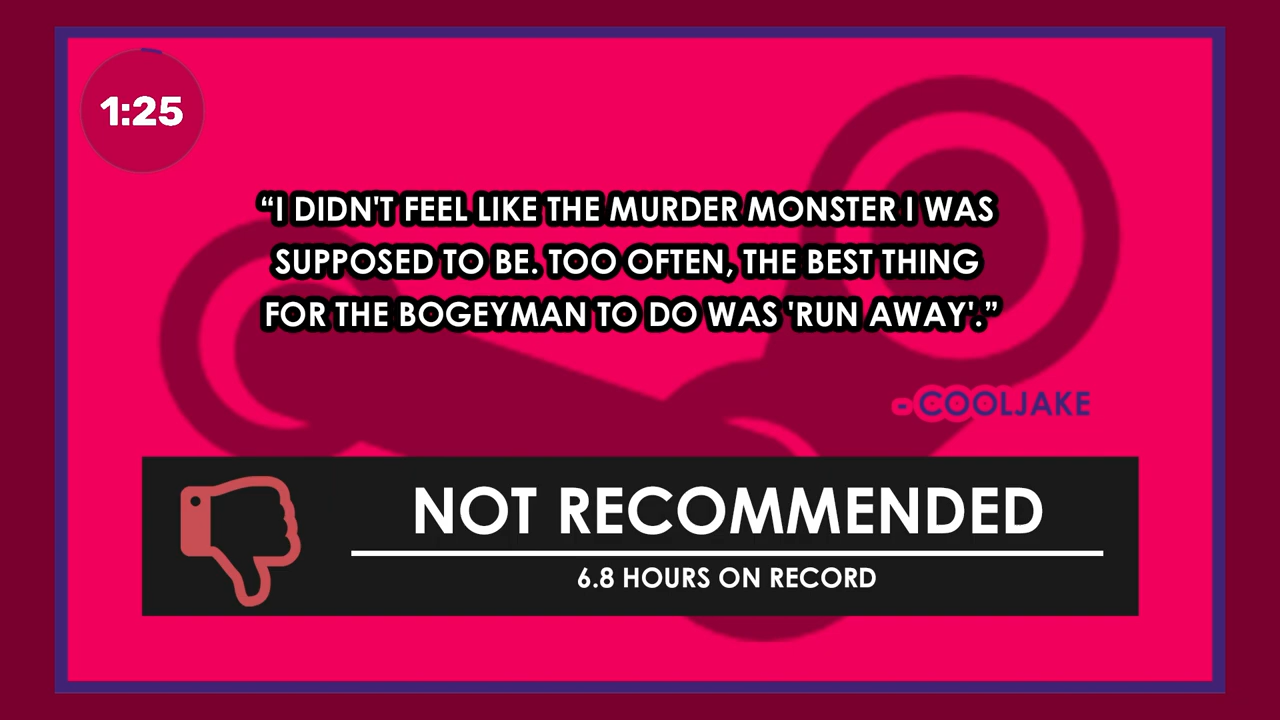 1:25
“I DIDN'T FEEL LIKE THE MURDER MONSTER I WAS
SUPPOSED TO BE. TOO OFTEN, THE BEST THING
FOR THE BOGEYMAN TO DO WAS 'RUN AWAY'.”
- COOLJAKE
NOT RECOMMENDED
6.8 HOURS ON RECORD